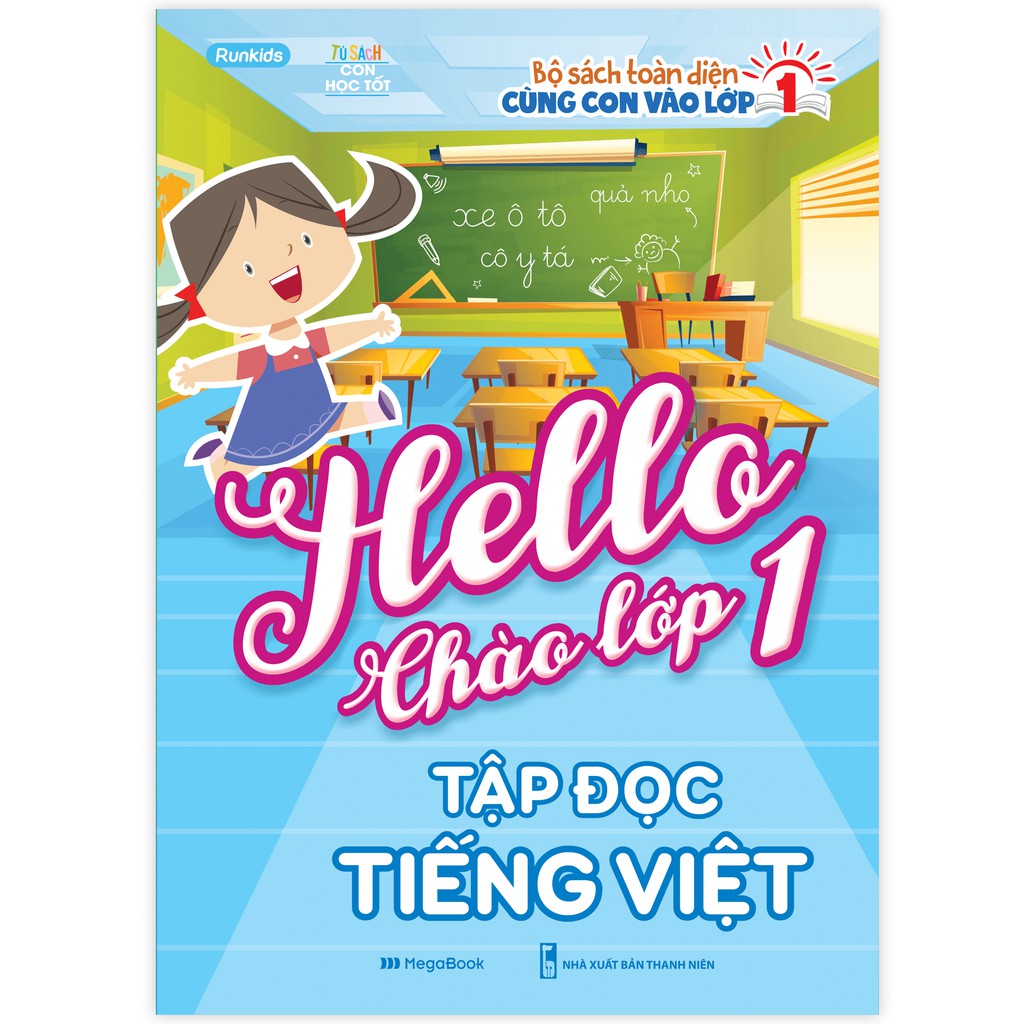 Runkids
TỦ SÁCH
CON
HỌC TỐT
Bộ sách toàn diện
CÙNG CON VÀO LỚP 1
quả nho
xe ô tô
cô y tá
Hello
Chào lớp 1
TẬP ĐỌC
TIẾNG VIỆT
MegaBook
NHÀ XUẤT BẢN THANH NIÊN